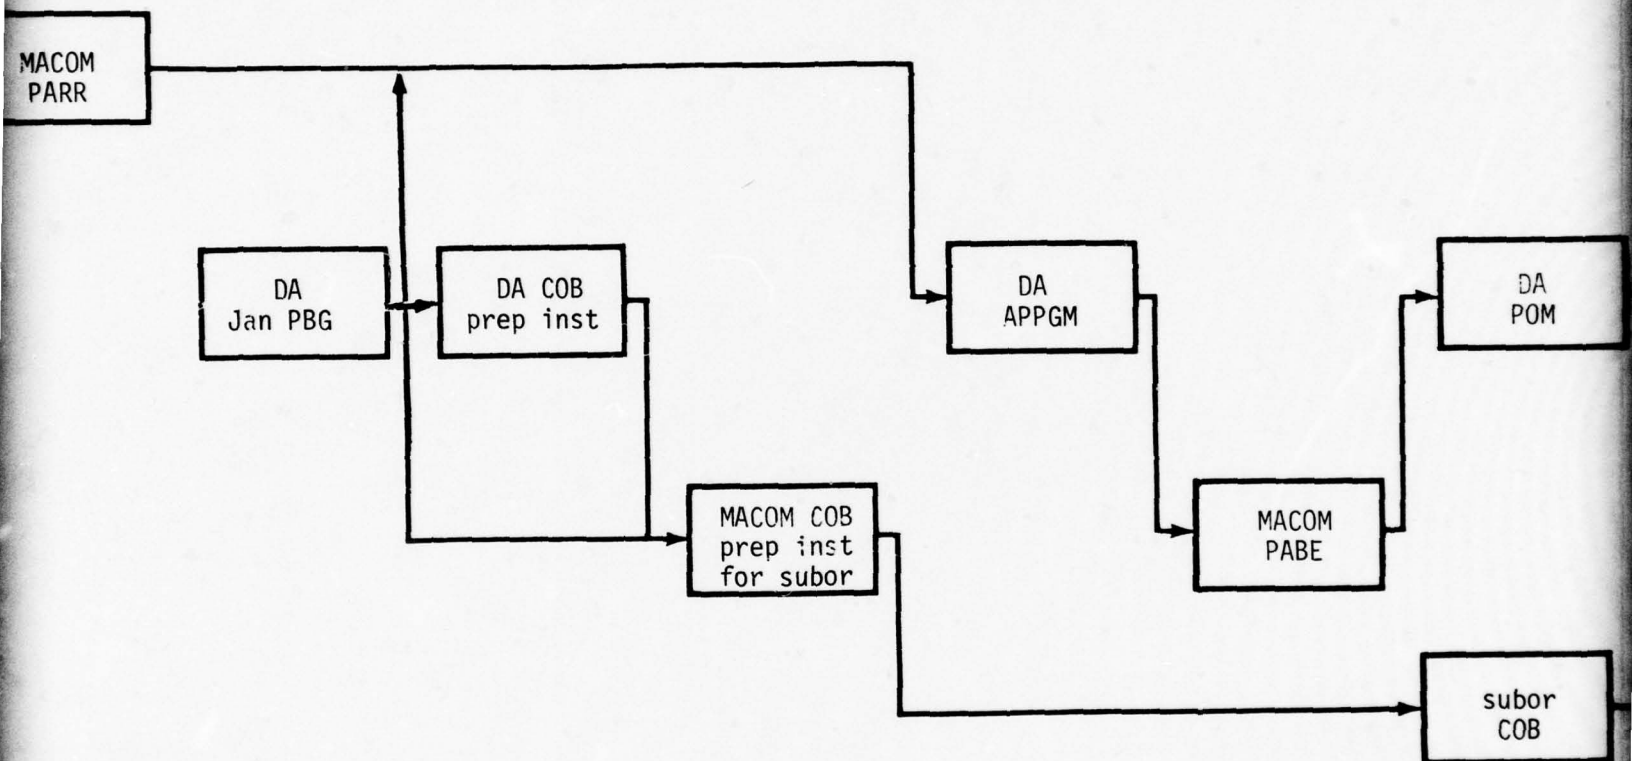 MACOM
PARR
DA
Jan PBG
DA COB
prep inst
DA
APPGM
DA
POM
MACOM COB
prep inst
for subor
MACOM
PABE
subor
COB